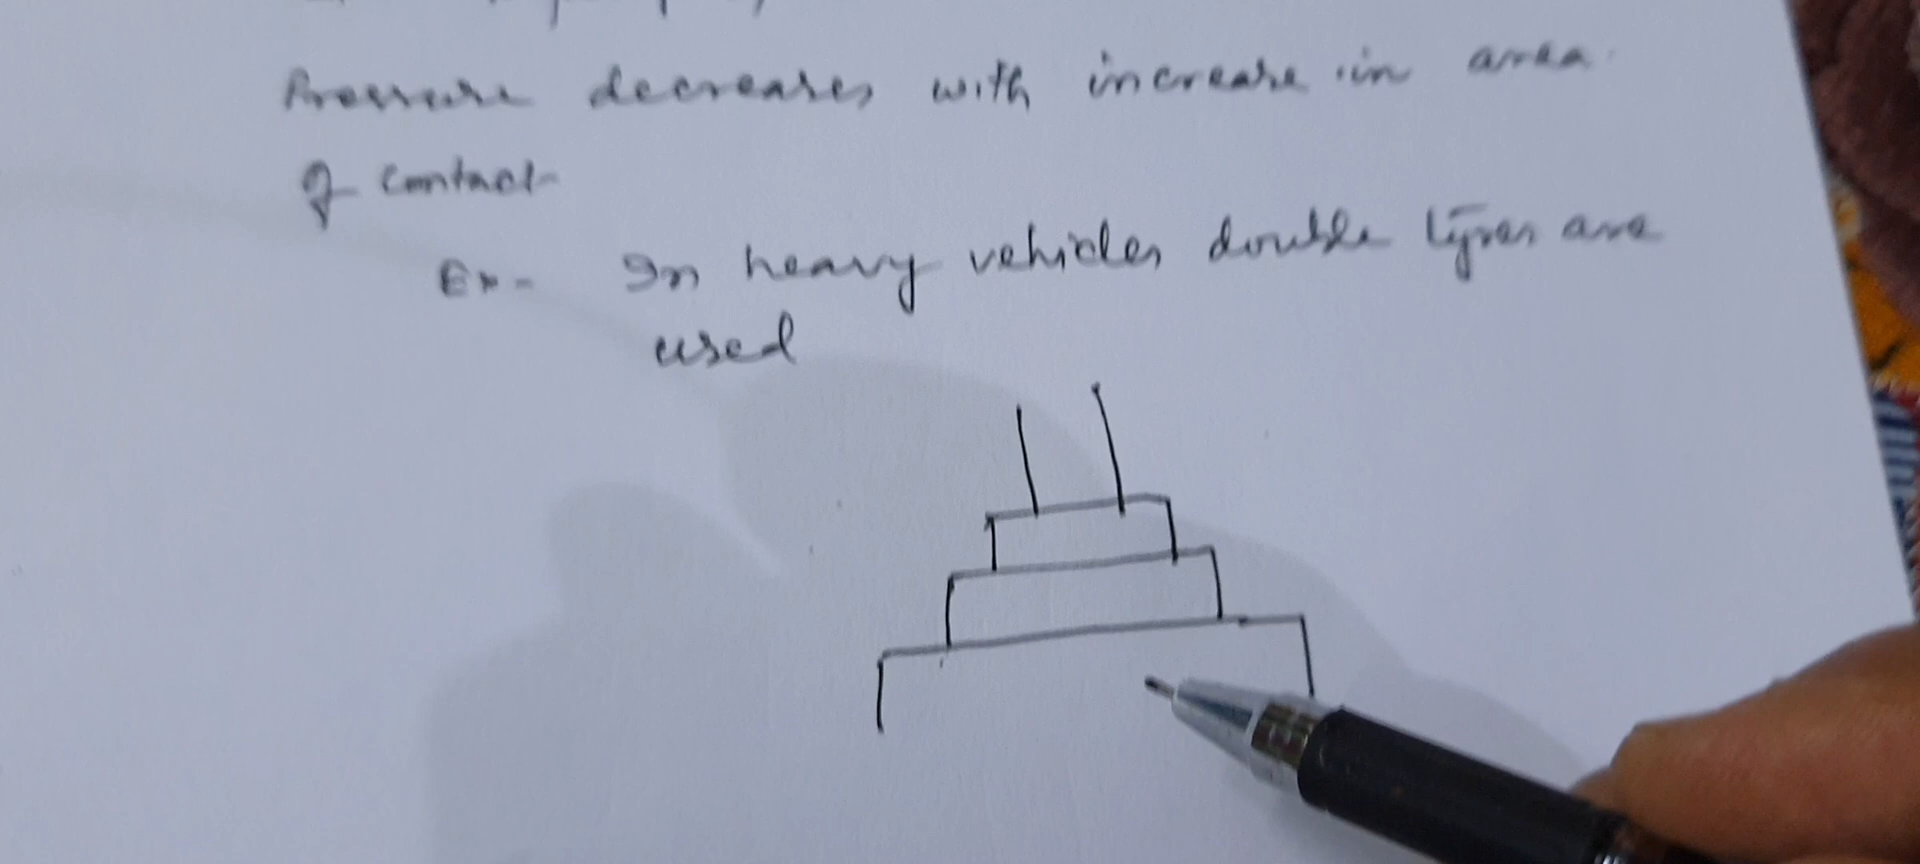 Pressure decreases with increase in area
of contact
Ex- In heavy vehicles double tyres are
used